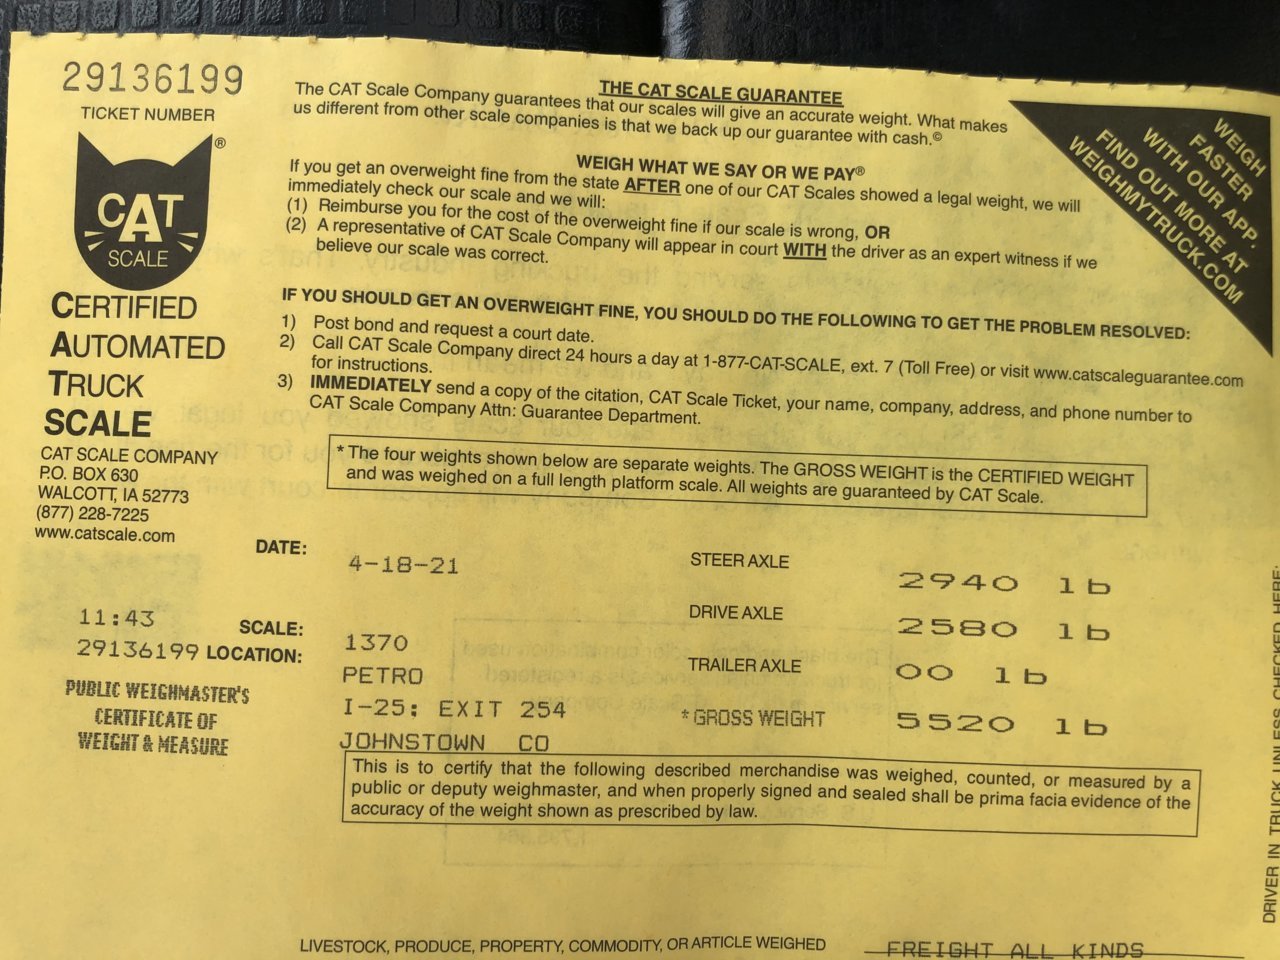 29136199
TICKET NUMBER
CAT
SCALE
®
CERTIFIED
AUTOMATED
TRUCK
SCALE
CAT SCALE COMPANY
P.O. BOX 630
WALCOTT, IA 52773
(877) 228-7225
www.catscale.com
THE CAT SCALE GUARANTEE
The CAT Scale Company guarantees that our scales will give an accurate weight. What makes
us different from other scale companies is that we back up our guarantee with cash.©
WEIGH WHAT WE SAY OR WE PAY®
If you get an overweight fine from the state AFTER one of our CAT Scales showed a legal weight, we will
immediately check our scale and we will:
(1) Reimburse you for the cost of the overweight fine if our scale is wrong, OR
(2) A representative of CAT Scale Company will appear in court WITH the driver as an expert witness if we
believe our scale was correct.
WEIGH
FASTER
WITH OUR APP.
FIND OUT MORE AT
WEIGHMYTRUCK.COM
IF YOU SHOULD GET AN OVERWEIGHT FINE, YOU SHOULD DO THE FOLLOWING TO GET THE PROBLEM RESOLVED:
1) Post bond and request a court date.
2) Call CAT Scale Company direct 24 hours a day at 1-877-CAT-SCALE, ext. 7 (Toll Free) or visit www.catscaleguarantee.com
for instructions.
3) IMMEDIATELY send a copy of the citation, CAT Scale Ticket, your name, company, address, and phone number to
CAT Scale Company Attn: Guarantee Department.
* The four weights shown below are separate weights. The GROSS WEIGHT is the CERTIFIED WEIGHT
and was weighed on a full length platform scale. All weights are guaranteed by CAT Scale.
DATE: 4-18-21
11:43 SCALE: 1370
29136199 LOCATION: PETRO
I-25; EXIT 254
JOHNSTOWN CO
PUBLIC WEIGHMASTER'S
CERTIFICATE OF
WEIGHT & MEASURE
STEER AXLE 2940 lb
DRIVE AXLE 2580 lb
TRAILER AXLE 00 lb
* GROSS WEIGHT 5520 lb
This is to certify that the following described merchandise was weighed, counted, or measured by a
public or deputy weighmaster, and when properly signed and sealed shall be prima facia evidence of the
accuracy of the weight shown as prescribed by law.
LIVESTOCK, PRODUCE, PROPERTY, COMMODITY, OR ARTICLE WEIGHED FREIGHT ALL KINDS
DRIVER IN TRUCK UNLESS CHECKED HERE: